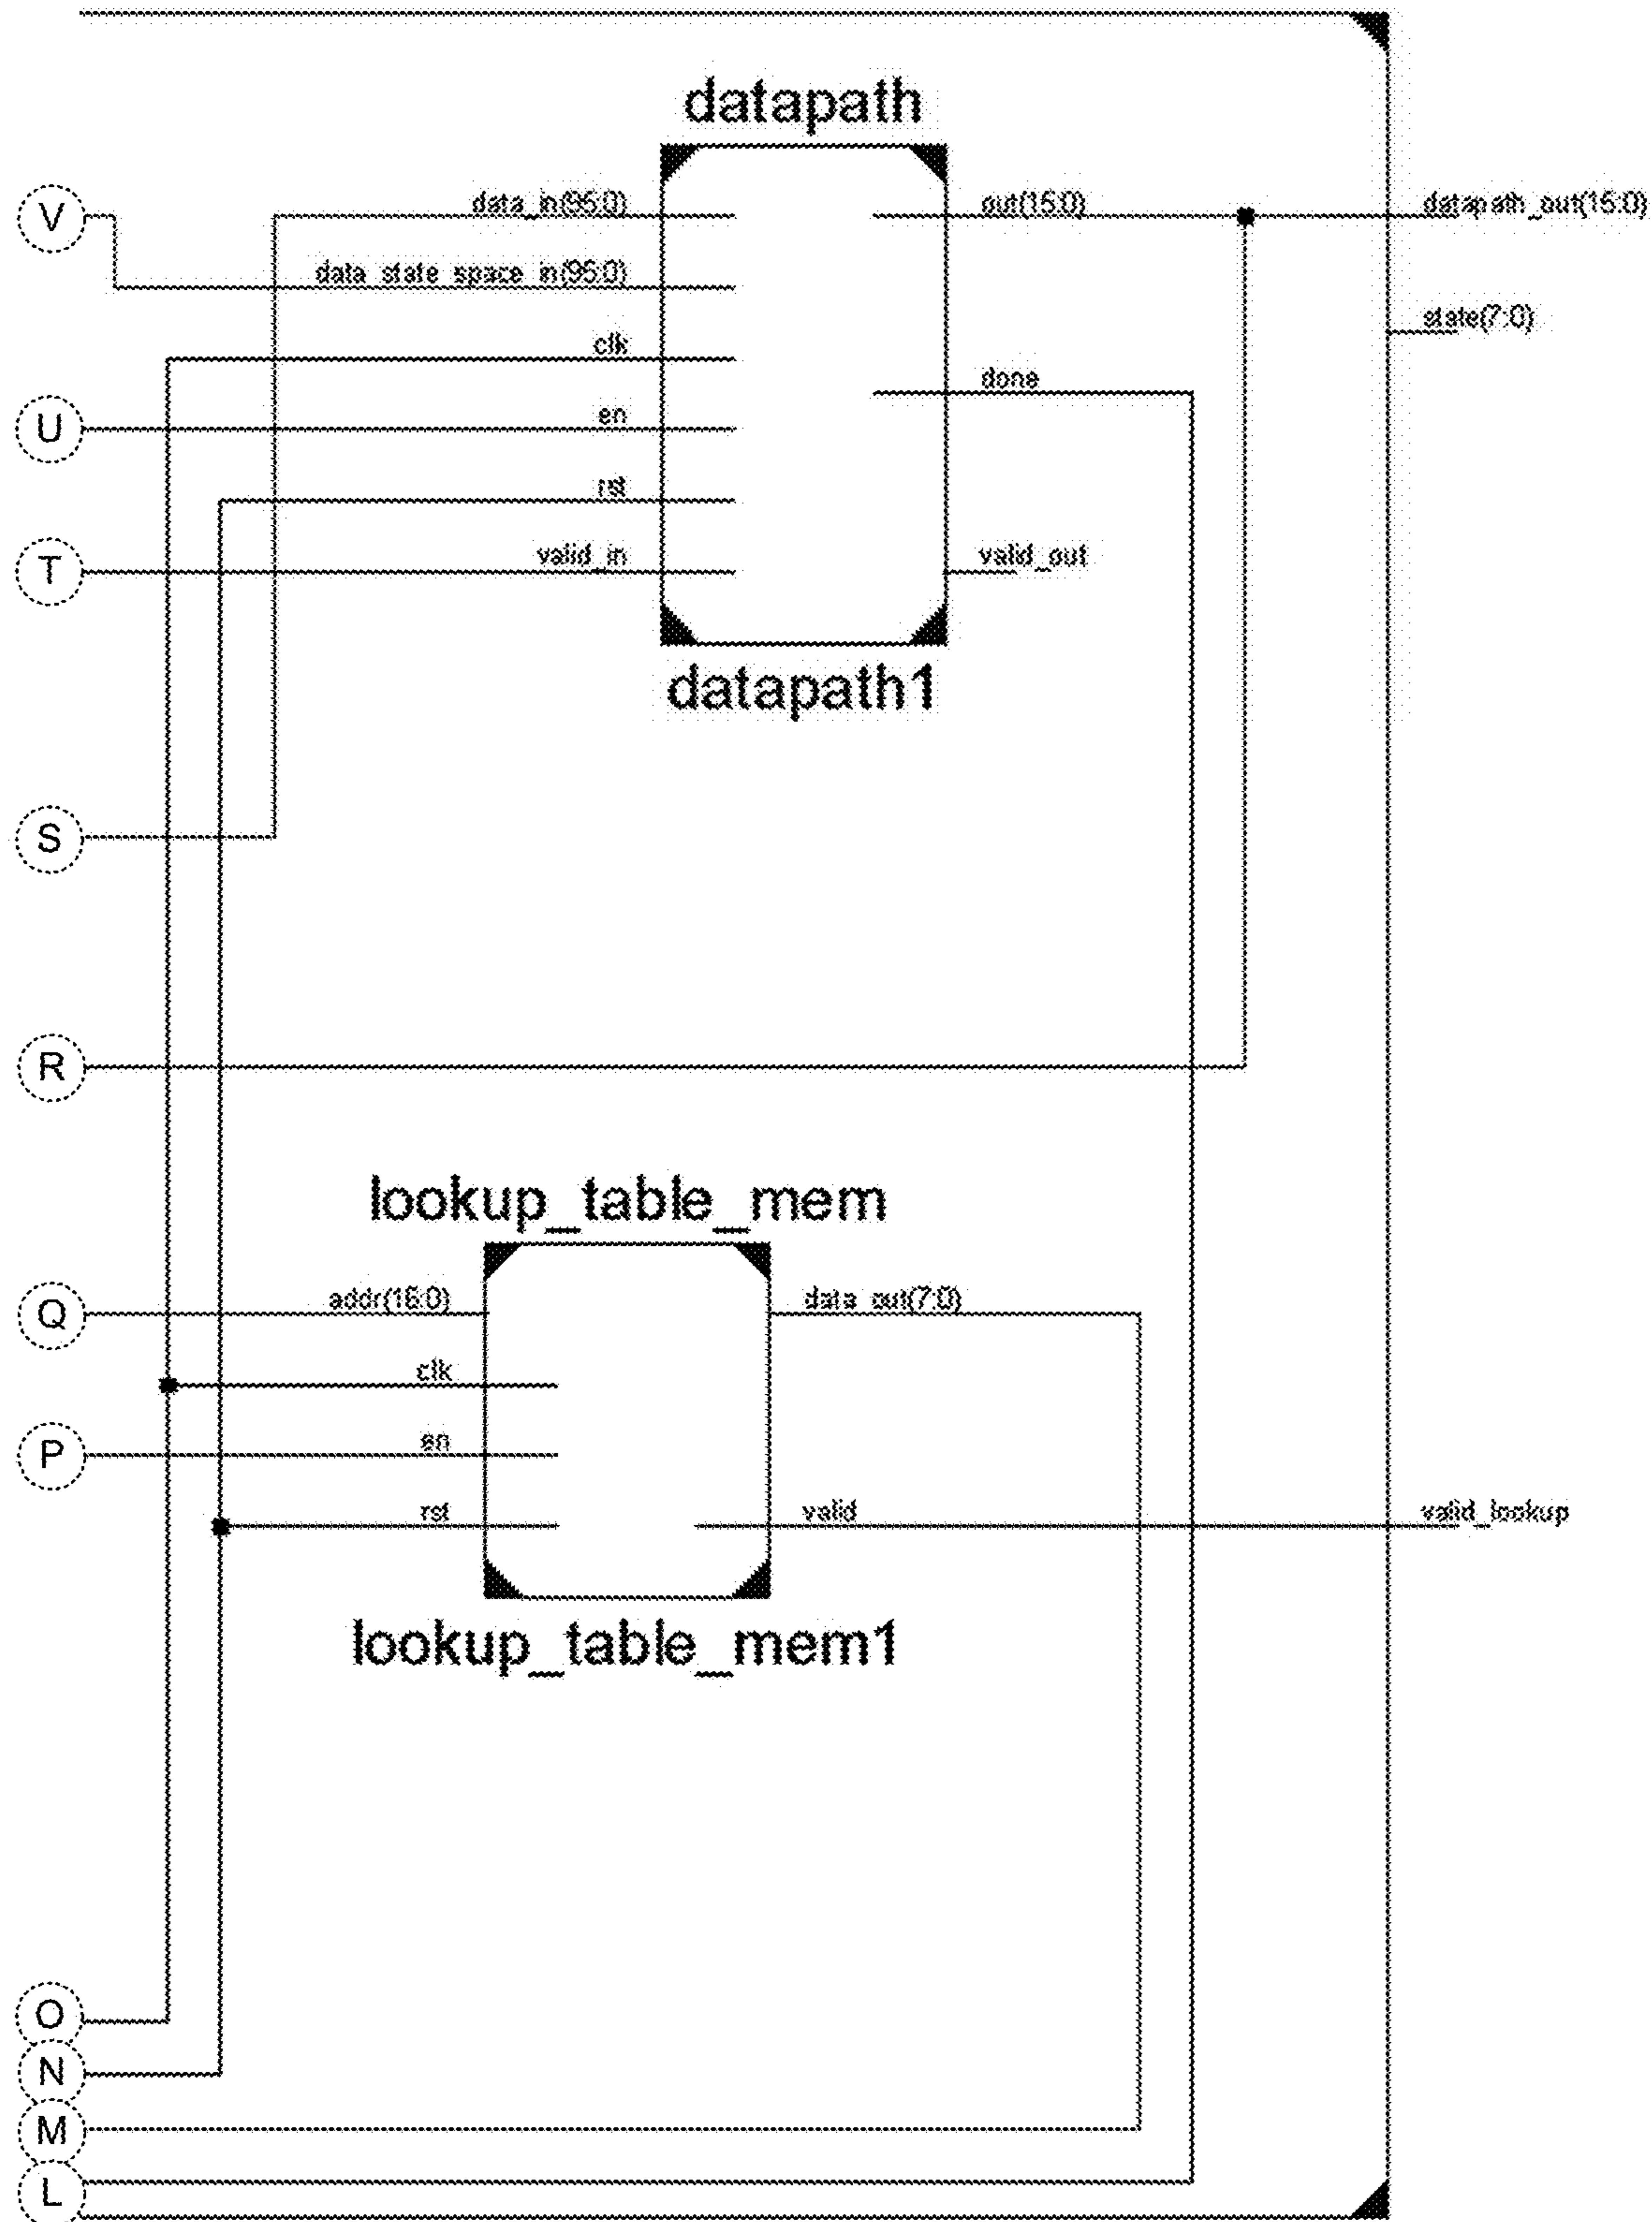 datapath
V
data_in(95:0)
out(15:0)
datapath_out(15:0)
data_state_space_in(95:0)
state(7:0)
clk
done
U
en
rst
T
valid_in
valid_out
datapath1
S
R
lookup_table_mem
Q
addr(16:0)
data_out(7:0)
clk
P
en
rst
valid
valid_lookup
lookup_table_mem1
O
N
M
L